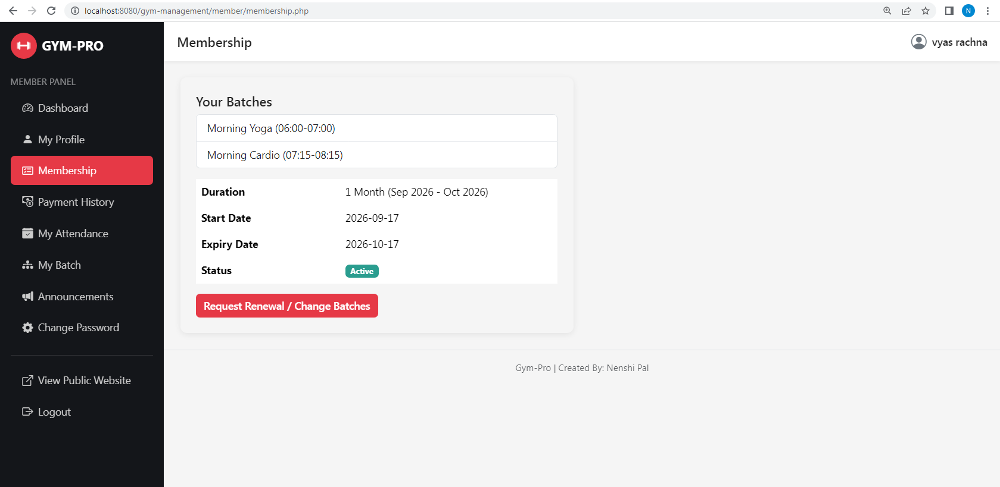 localhost:8080/gym-management/member/membership.php
N
GYM-PRO
MEMBER PANEL
Dashboard
My Profile
Membership
Payment History
My Attendance
My Batch
Announcements
Change Password
View Public Website
Logout
Membership
vyas rachna
Your Batches
Morning Yoga (06:00-07:00)
Morning Cardio (07:15-08:15)
Duration 1 Month (Sep 2026 - Oct 2026)
Start Date 2026-09-17
Expiry Date 2026-10-17
Status Active
Request Renewal / Change Batches
Gym-Pro | Created By: Nenshi Pal